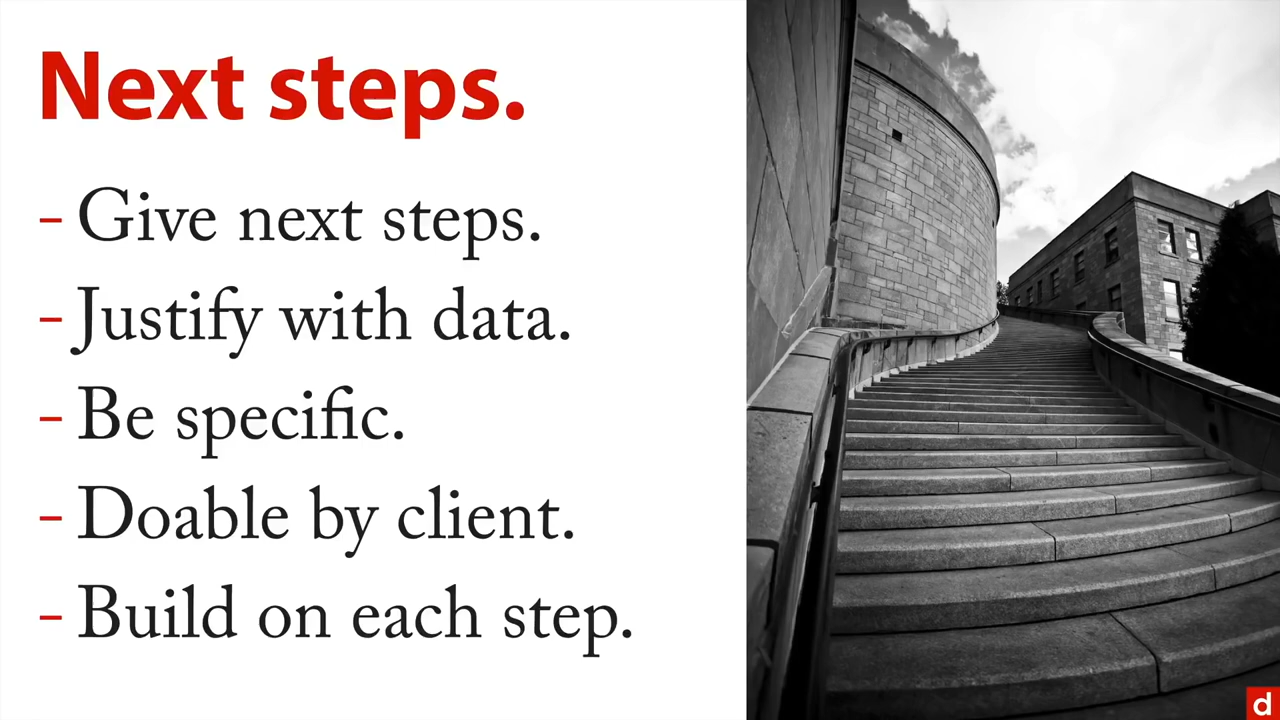 Next steps.
- Give next steps.
- Justify with data.
- Be specific.
- Doable by client.
- Build on each step.
d